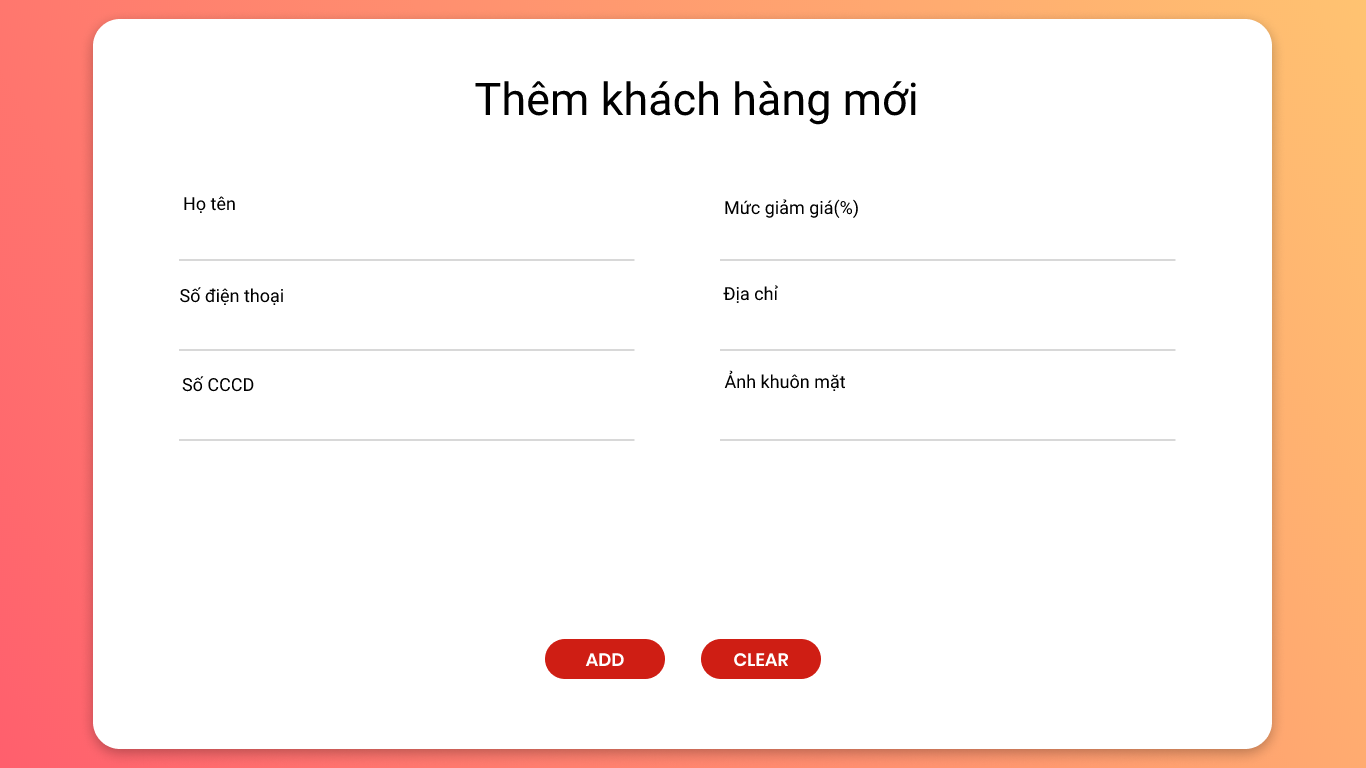 Thêm khách hàng mới
Họ tên
Mức giảm giá(%)
Số điện thoại
Địa chỉ
Số CCCD
Ảnh khuôn mặt
ADD
CLEAR